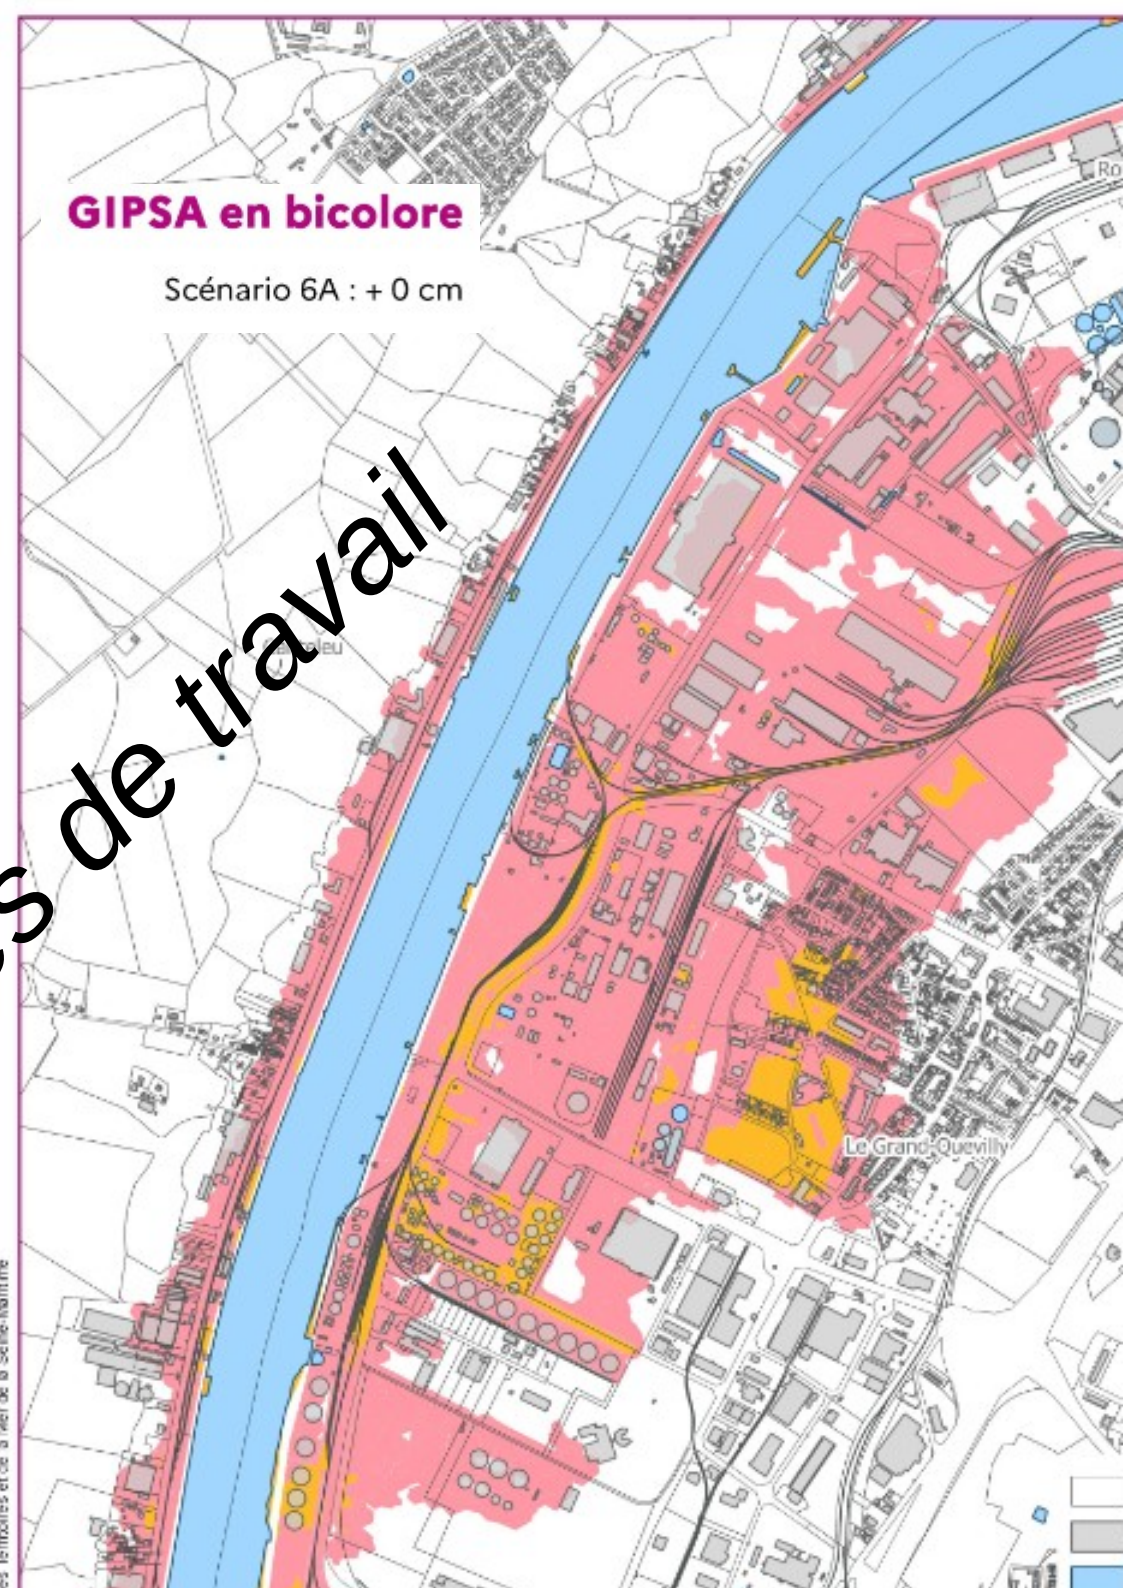 GIPSA en bicolore
Scénario 6A : + 0 cm
de travail
Le Grand-Quevilly